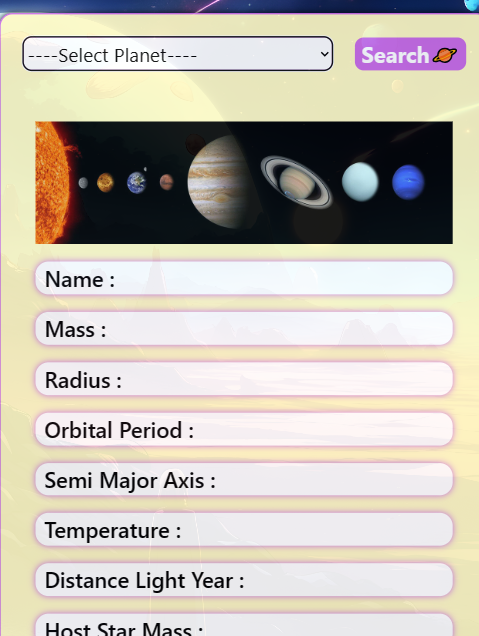 ----Select Planet----
Search🪐
Name :
Mass :
Radius :
Orbital Period :
Semi Major Axis :
Temperature :
Distance Light Year :
Host Star Mass :